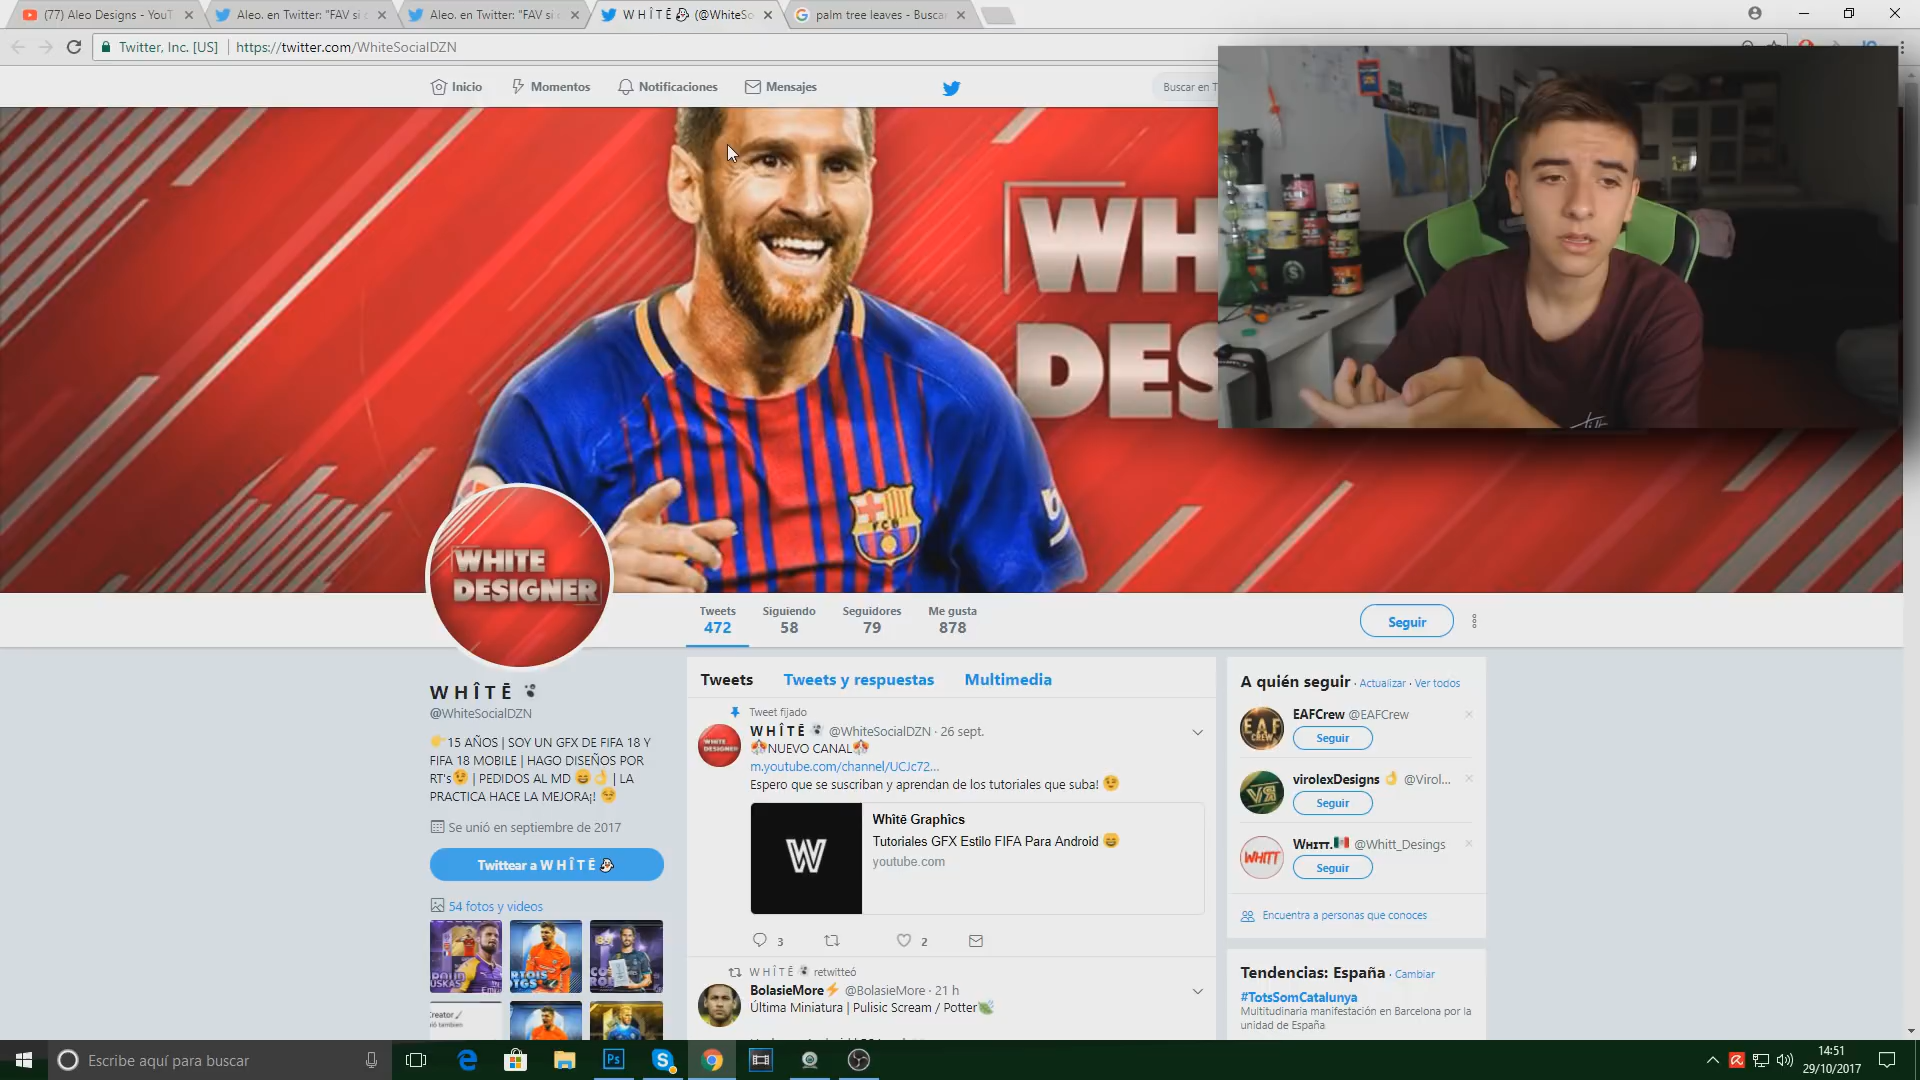 (77) Aleo Designs - YouT
Aleo. en Twitter: "FAV si
Aleo. en Twitter: "FAV si
W H Î T Ē (@WhiteSo
palm tree leaves - Buscar
Twitter, Inc. [US]
https://twitter.com/WhiteSocialDZN
Inicio
Momentos
Notificaciones
Mensajes
Buscar en T
WH
DES
FCB
WHITE
DESIGNER
Tweets
472
Siguiendo
58
Seguidores
79
Me gusta
878
Seguir
W H Î T Ē
@WhiteSocialDZN
👉15 AÑOS | SOY UN GFX DE FIFA 18 Y
FIFA 18 MOBILE | HAGO DISEÑOS POR
RT's😉 | PEDIDOS AL MD 😄👌 | LA
PRACTICA HACE LA MEJORA¡! 😌
Se unió en septiembre de 2017
Twittear a W H Î T Ē
54 fotos y videos
Tweets
Tweets y respuestas
Multimedia
Tweet fijado
W H Î T Ē @WhiteSocialDZN · 26 sept.
NUEVO CANAL
m.youtube.com/channel/UCJc72...
Espero que se suscriban y aprendan de los tutoriales que suba! 😉
W
Whîtē Graphics
Tutoriales GFX Estilo FIFA Para Android 😄
youtube.com
3
2
W H Î T Ē retwitteó
BolasieMore⚡ @BolasieMore · 21 h
Última Miniatura | Pulisic Scream / Potter🍃
A quién seguir · Actualizar · Ver todos
EAF
CREW
EAFCrew @EAFCrew
Seguir
virolexDesigns 👌 @Virol...
Seguir
WHITT
Whitt.🇲🇽 @Whitt_Desings
Seguir
Encuentra a personas que conoces
Tendencias: España · Cambiar
#TotsSomCatalunya
Multitudinaria manifestación en Barcelona por la
unidad de España
Escribe aquí para buscar
Ps
14:51
29/10/2017